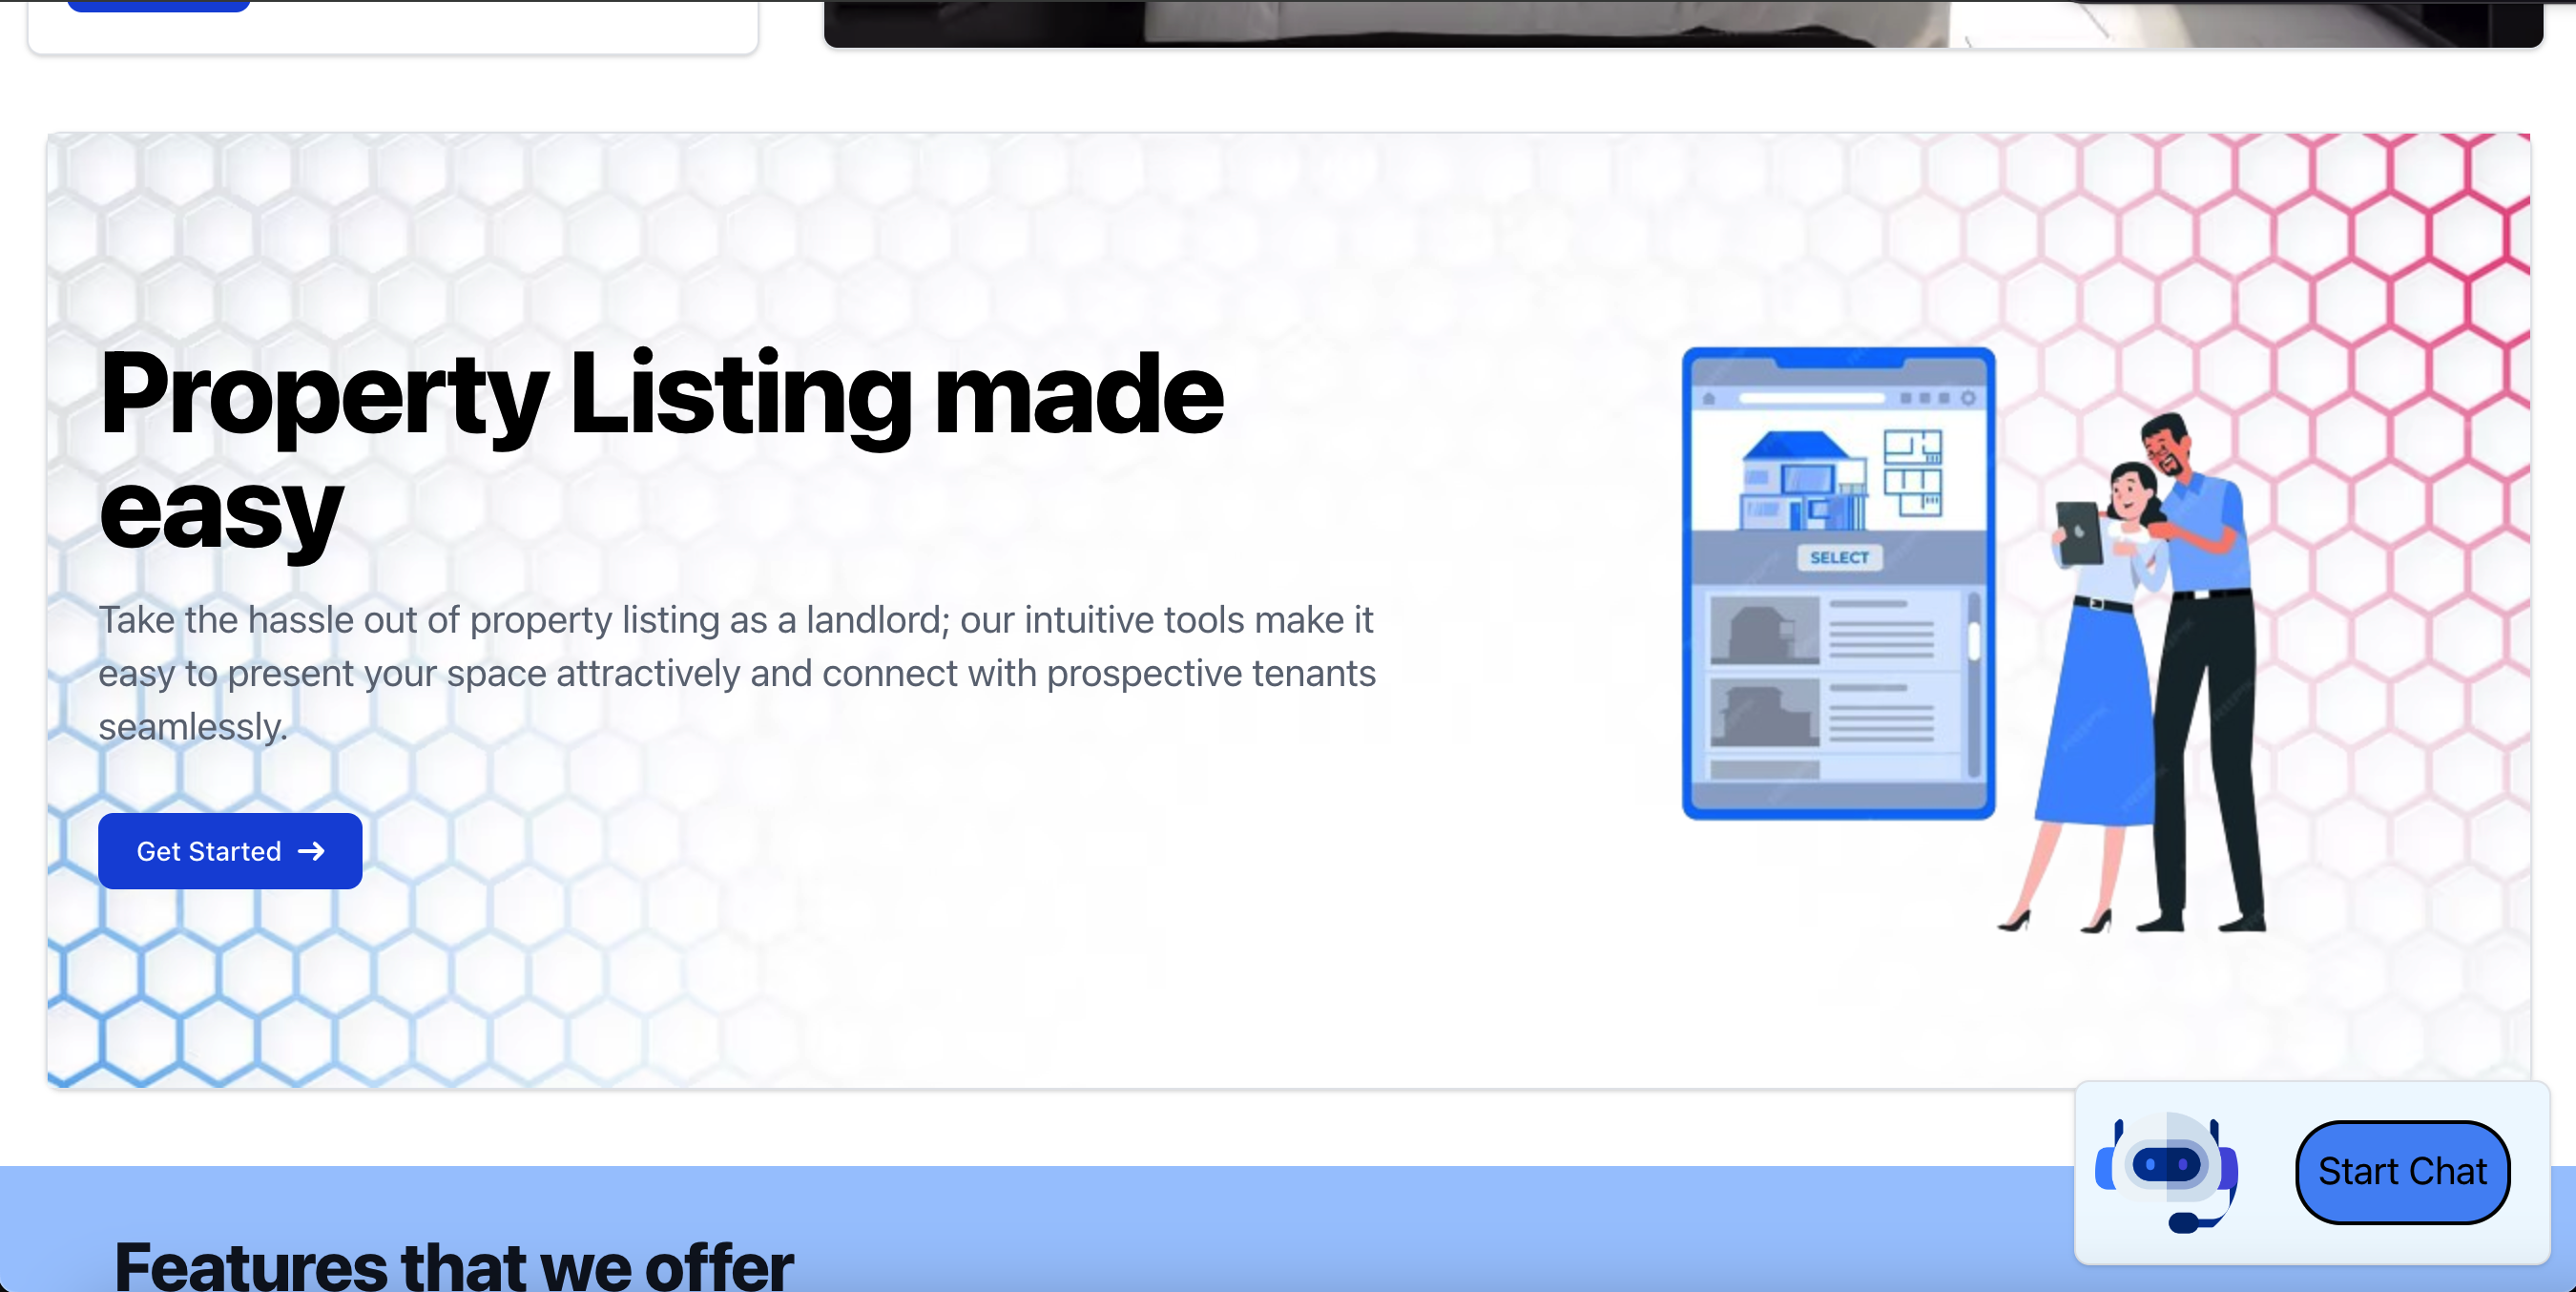 Property Listing made
easy
Take the hassle out of property listing as a landlord; our intuitive tools make it
easy to present your space attractively and connect with prospective tenants
seamlessly.
Get Started
SELECT
Start Chat
Features that we offer